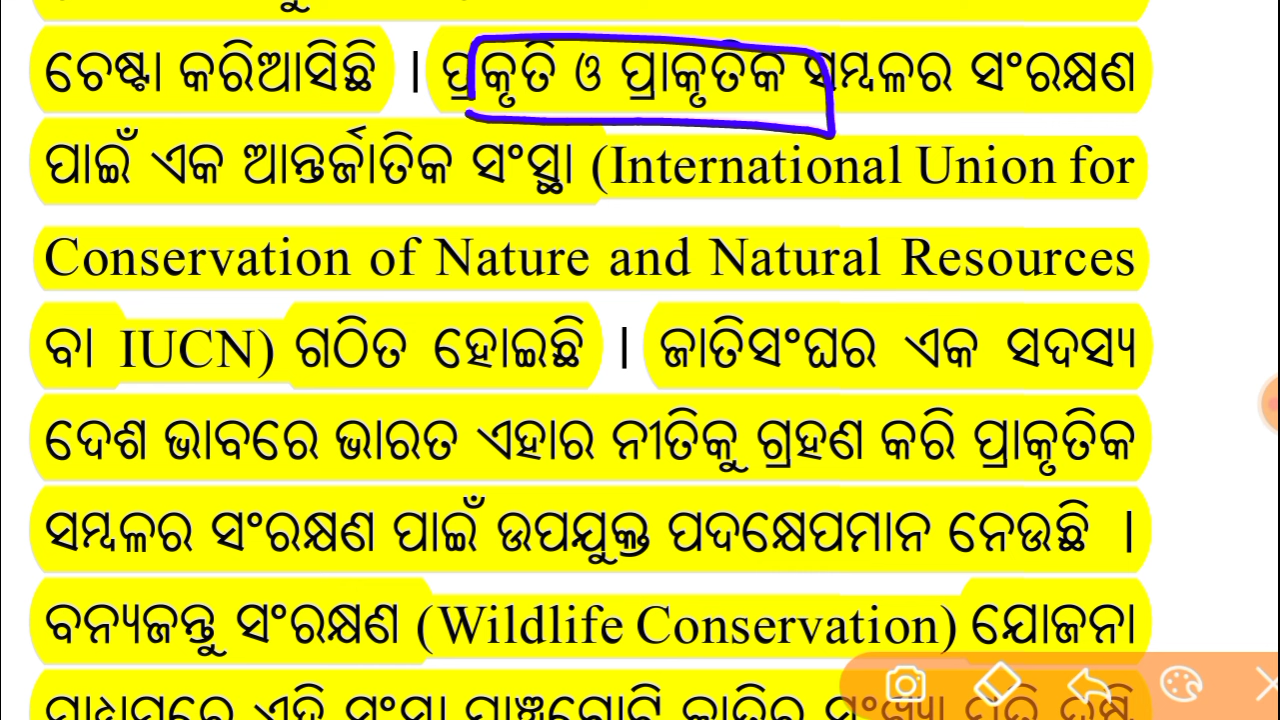 ଚେଷ୍ଟା କରିଆସିଛି । ପ୍ରକୃତି ଓ ପ୍ରାକୃତିକ ସମ୍ବଳର ସଂରକ୍ଷଣ
ପାଇଁ ଏକ ଆନ୍ତର୍ଜାତିକ ସଂସ୍ଥା (International Union for
Conservation of Nature and Natural Resources
ବା IUCN) ଗଠିତ ହୋଇଛି । ଜାତିସଂଘର ଏକ ସଦସ୍ୟ
ଦେଶ ଭାବରେ ଭାରତ ଏହାର ନୀତିକୁ ଗ୍ରହଣ କରି ପ୍ରାକୃତିକ
ସମ୍ବଳର ସଂରକ୍ଷଣ ପାଇଁ ଉପଯୁକ୍ତ ପଦକ୍ଷେପମାନ ନେଉଛି ।
ବନ୍ୟଜନ୍ତୁ ସଂରକ୍ଷଣ (Wildlife Conservation) ଯୋଜନା
ମାଧ୍ୟମରେ ଏହି ସଂସ୍ଥା